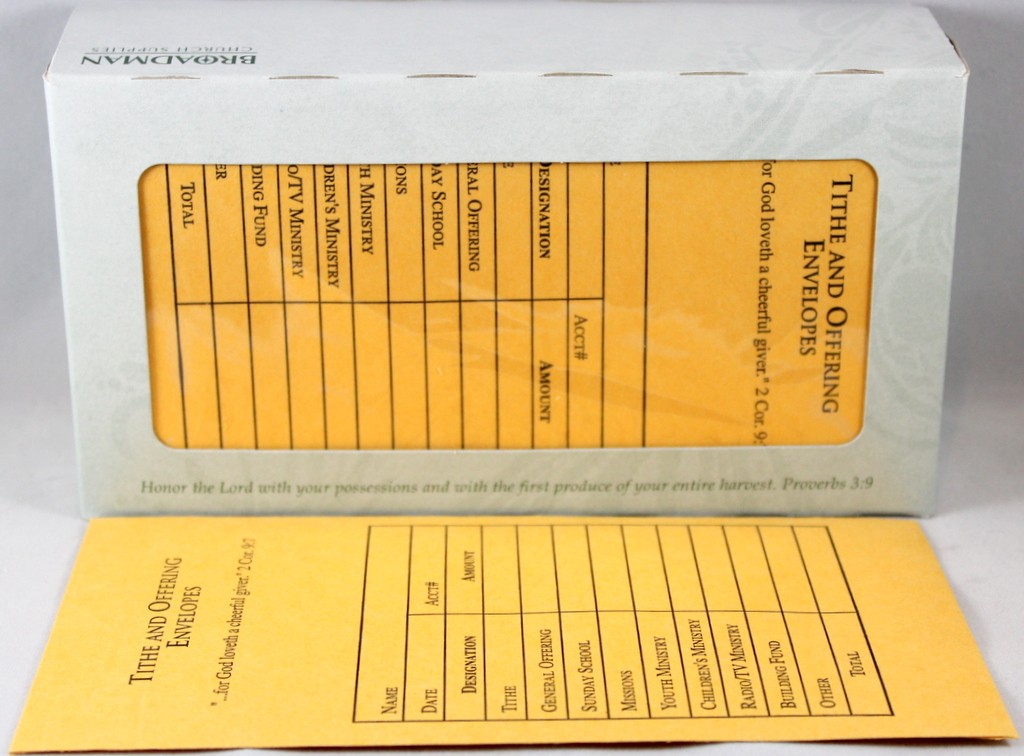 BROADMAN
CHURCH SUPPLIES
TITHE AND OFFERING
ENVELOPES
or God loveth a cheerful giver." 2 Cor. 9:
ACCT#
DESIGNATION AMOUNT
E
RAL OFFERING
AY SCHOOL
ONS
H MINISTRY
DREN'S MINISTRY
O/TV MINISTRY
DING FUND
ER
TOTAL
Honor the Lord with your possessions and with the first produce of your entire harvest. Proverbs 3:9
TITHE AND OFFERING
ENVELOPES
"...for God loveth a cheerful giver." 2 Cor. 9:7
NAME
DATE ACCT#
DESIGNATION AMOUNT
TITHE
GENERAL OFFERING
SUNDAY SCHOOL
MISSIONS
YOUTH MINISTRY
CHILDREN'S MINISTRY
RADIO/TV MINISTRY
BUILDING FUND
OTHER
TOTAL